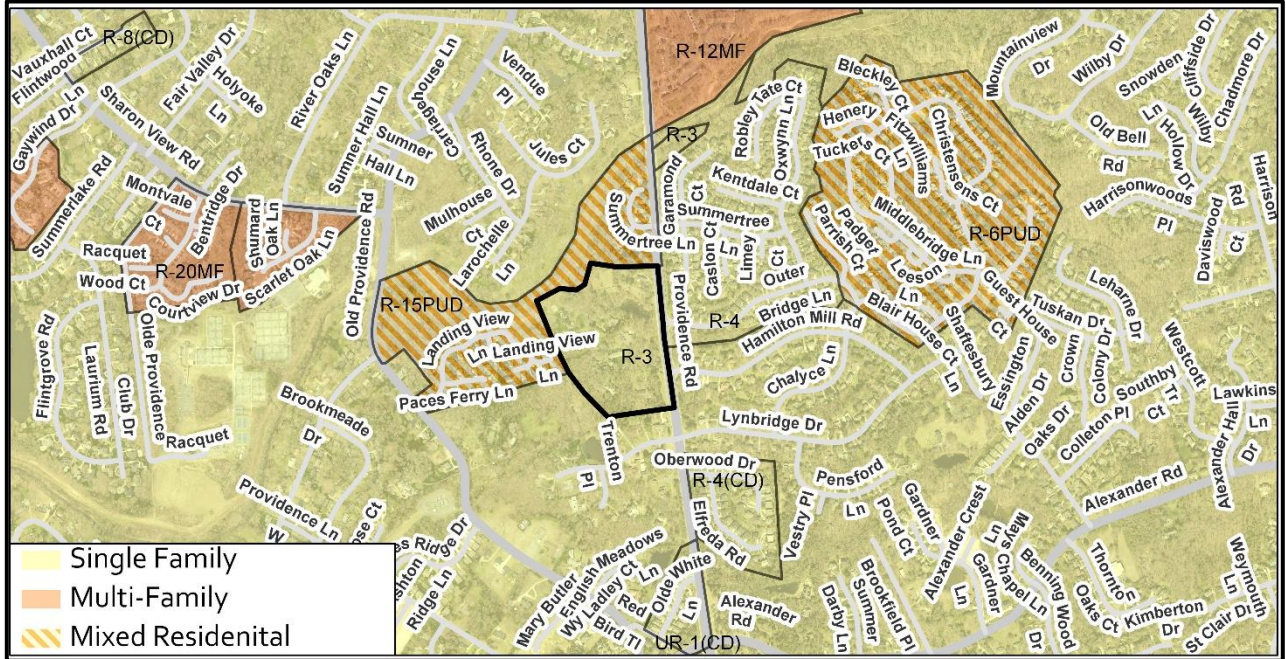 R-8(CD)
Vauxhall Ct
Flintwood
Ln
Gaywind Dr
Sharon View Rd
Fair Valley Dr
Holyoke
Ln
River Oaks Ln
Summer Hall Ln
Sumner
Hall Ln
Carriagehouse Ln
Vendue
Pl
Rhone Dr
Jules Ct
Mulhouse
Ct
Larochelle
Ln
Summerlake Rd
Montvale
Ct
Bentridge Dr
Shumard
Oak Ln
Scarlet Oak Ln
Racquet
Wood Ct
R-20MF
Courtview Dr
Old Providence Rd
R-12MF
R-3
Robley Tate Ct
Oxwynn Ln
Kentdale Ct
Garamond
Ct
Summertree
Ln
Summertree Ln
Caslon Ct
Limey
Ct
Outer
Bridge Ln
Hamilton Mill Rd
R-4
Providence Rd
Chalyce Ln
Bleckley Ct
Henery
Tuckers Ct
Fitzwilliams
Ln
Christensens Ct
Middlebridge Ln
R-6PUD
Padget
Parrish Ct
Leeson
Ln
Blair House Ct
Shaftesbury
Ln
Guest House
Ct
Mountainview
Dr
Wilby Dr
Snowden
Ln
Cliffside Dr
Wilby
Chadmore Dr
Hollow Dr
Old Bell
Rd
Harrisonwoods
Pl
Daviswood
Ct
Harrison
Rd
Leharne Dr
Tuskan Dr
Crown
Colony Dr
Essington
Alden Dr
Oaks Dr
Southby
Ct
Colleton Pl
Westcott
Tr
Lawkins
Ln
Alexander Hall
Dr
Alexander Rd
R-15PUD
Landing View
Ln
Landing View
Ln
Paces Ferry Ln
R-3
Trenton
Pl
Lynbridge Dr
Oberwood Dr
R-4(CD)
Elfreda Rd
Vestry Pl
Pensford
Ln
Pond Ct
Gardner
Ln
Alexander Crest
Gardner
Ln
Mays
Chapel Ln
Benning Wood
Dr
Thornton
Oaks Ct
Kimberton
Dr
Weymouth
Ln
St Clair Dr
Flintgrove Rd
Laurium Rd
Club Dr
Olde Providence
Racquet
Brookmeade
Dr
Providence Ln
W
Ridge Ln
Mary Butler
English Meadows
Ln
Wy Ladley Ct
Red
Bird Tl
Olde White
Ln
UR-1(CD)
Alexander
Rd
Darby Ln
Summer
Brookfield Pl
Single Family
Multi-Family
Mixed Residenital